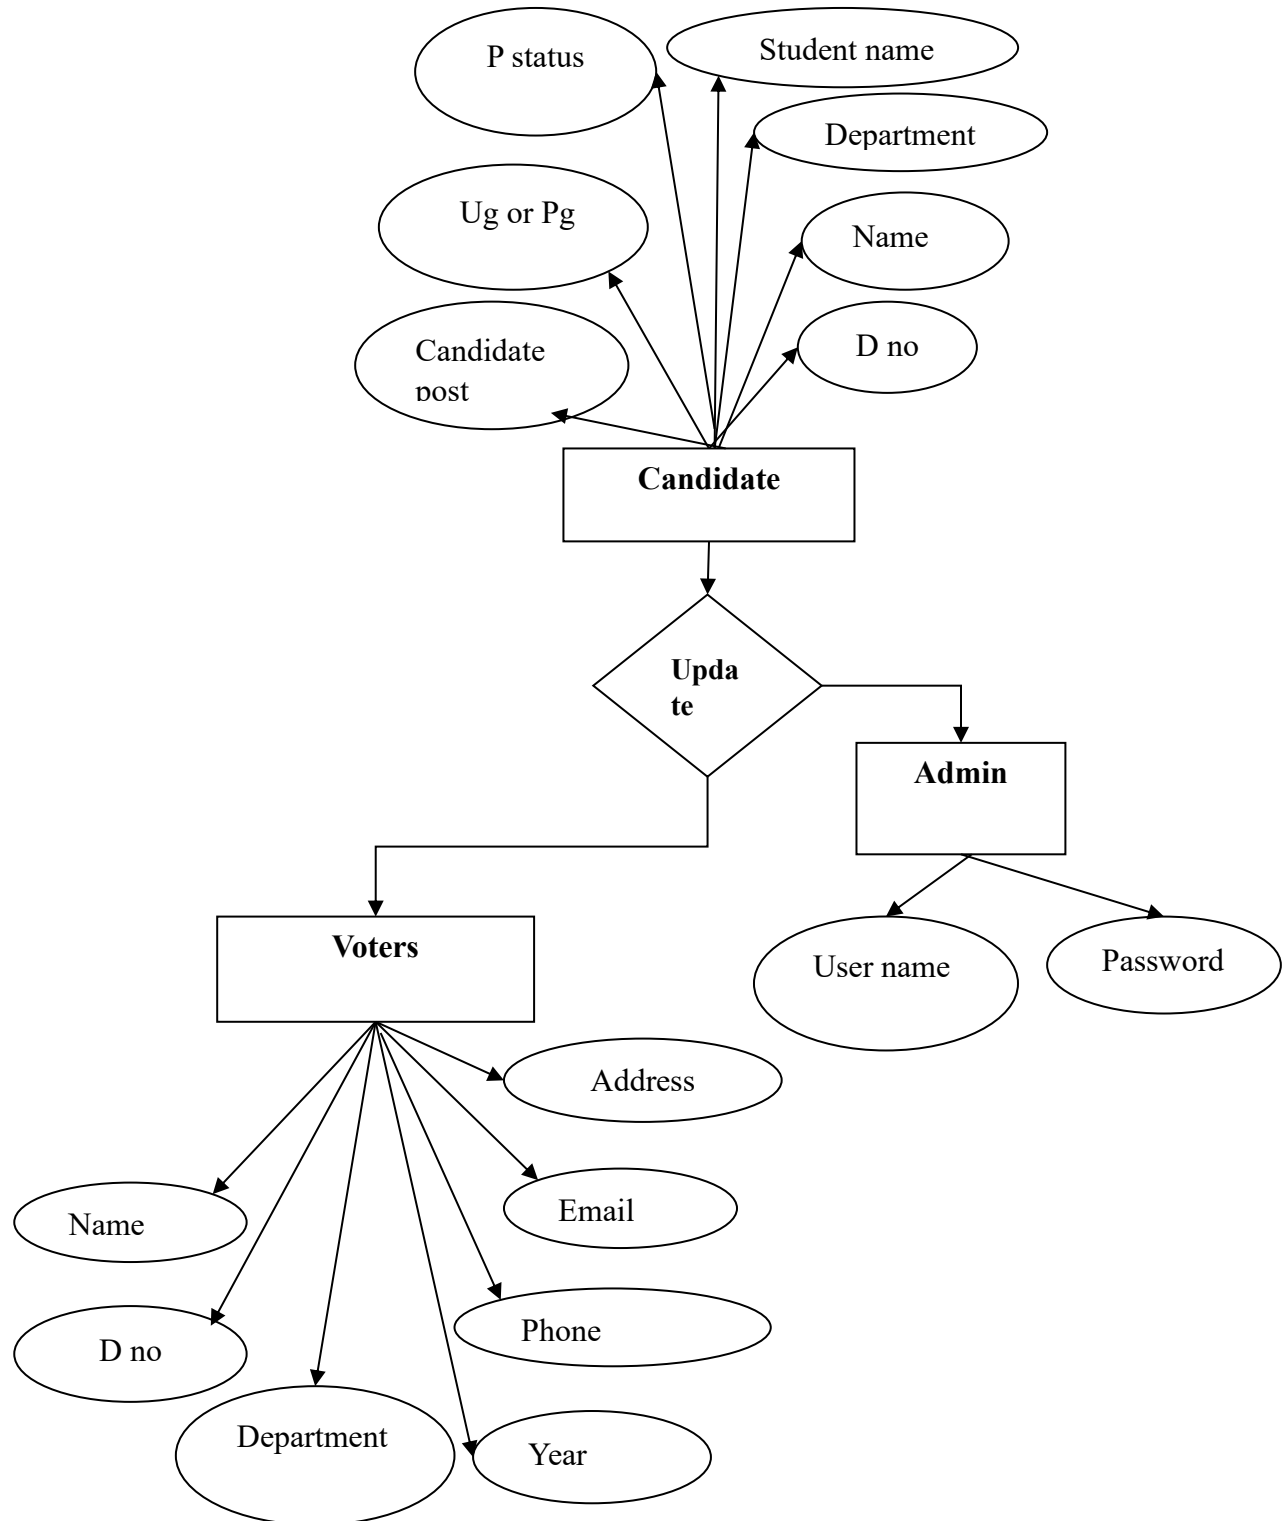 P status
Student name
Department
Ug or Pg
Name
Candidate
post
D no
Candidate
Upda
te
Admin
Voters
User name
Password
Address
Name
Email
D no
Phone
Department
Year